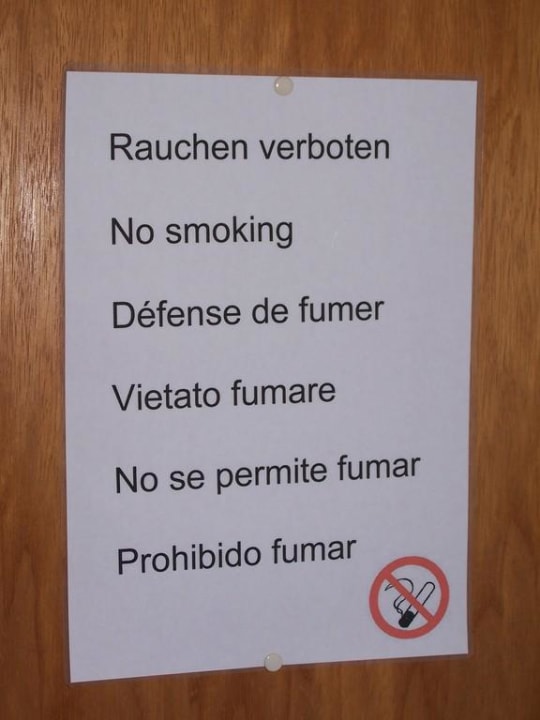 Rauchen verboten
No smoking
Défense de fumer
Vietato fumare
No se permite fumar
Prohibido fumar